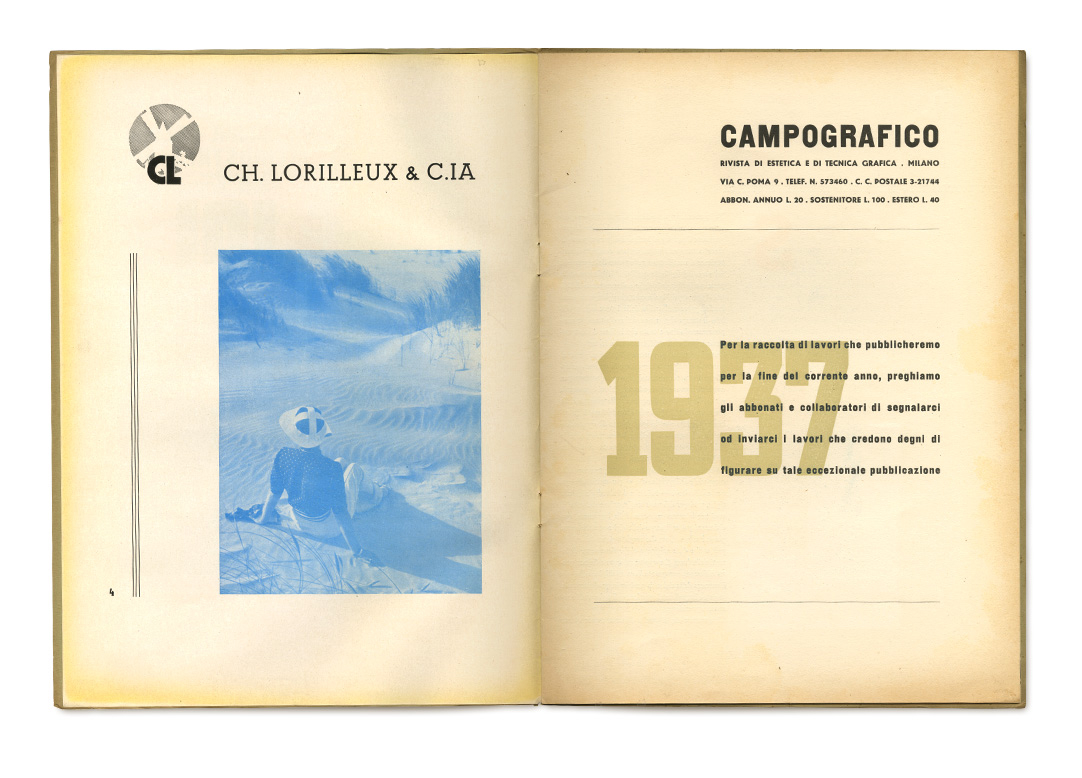 CL
CH. LORILLEUX & C.IA
4
CAMPOGRAFICO
RIVISTA DI ESTETICA E DI TECNICA GRAFICA . MILANO
VIA C. POMA 9 . TELEF. N. 573460 . C. C. POSTALE 3-21744
ABBON. ANNUO L. 20 . SOSTENITORE L. 100 . ESTERO L. 40
1937
Per la raccolta di lavori che pubblicheremo
per la fine del corrente anno, preghiamo
gli abbonati e collaboratori di segnalarci
od inviarci i lavori che credono degni di
figurare su tale eccezionale pubblicazione